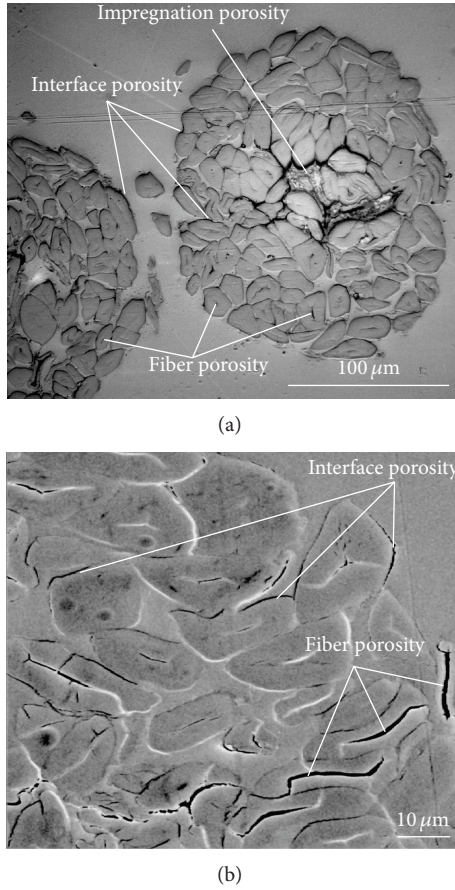 Impregnation porosity
Interface porosity
Fiber porosity
100 μm
(a)
Interface porosity
Fiber porosity
10 μm
(b)